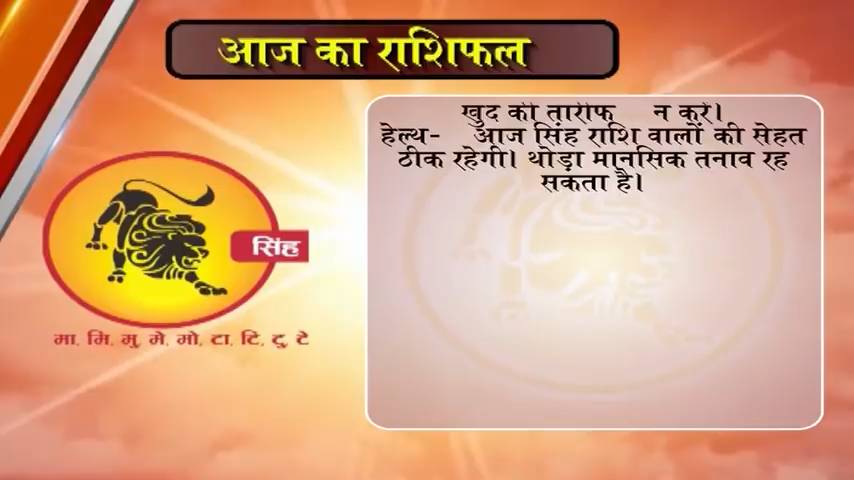 आज का राशिफल
खुद की तारीफ न करें।
हेल्थ- आज सिंह राशि वालों की सेहत
ठीक रहेगी। थोड़ा मानसिक तनाव रह
सकता है।
सिंह
मा, मि, मु, मे, मो, टा, टि, टु, टे